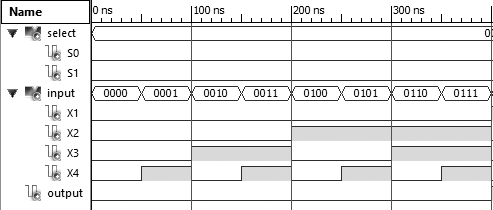 Name 0 ns 100 ns 200 ns 300 ns
select 0
S0
S1
input 0000 0001 0010 0011 0100 0101 0110 0111
X1
X2
X3
X4
output